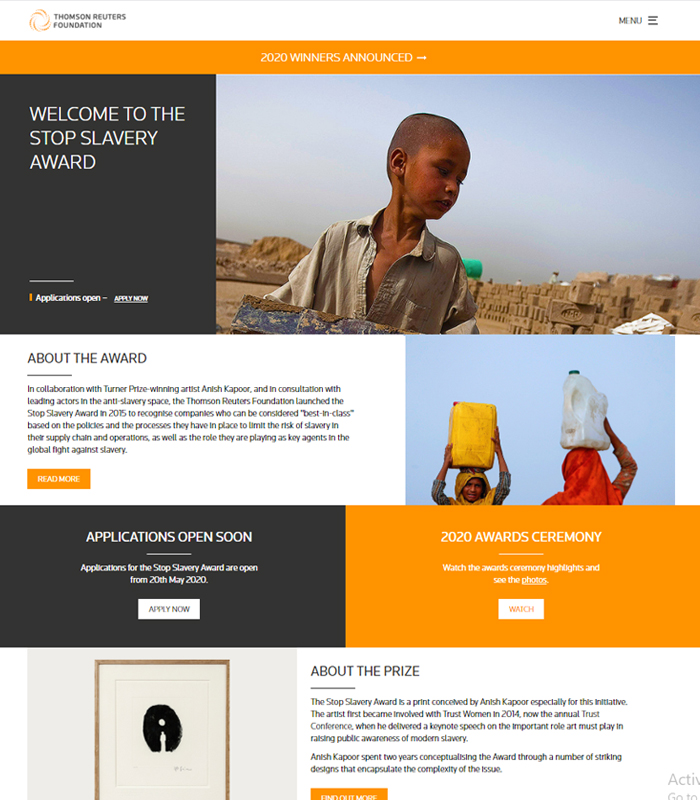 THOMSON REUTERS
FOUNDATION
MENU
2020 WINNERS ANNOUNCED →
WELCOME TO THE
STOP SLAVERY
AWARD
Applications open – APPLY NOW
ABOUT THE AWARD
In collaboration with Turner Prize-winning artist Anish Kapoor, and in consultation with
leading actors in the anti-slavery space, the Thomson Reuters Foundation launched the
Stop Slavery Award in 2015 to recognise companies who can be considered "best-in-class"
based on the policies and the processes they have in place to limit the risk of slavery in
their supply chain and operations, as well as the role they are playing as key agents in the
global fight against slavery.
READ MORE
APPLICATIONS OPEN SOON
Applications for the Stop Slavery Award are open
from 20th May 2020.
APPLY NOW
2020 AWARDS CEREMONY
Watch the awards ceremony highlights and
see the photos.
WATCH
ABOUT THE PRIZE
The Stop Slavery Award is a print conceived by Anish Kapoor especially for this initiative.
The artist first became involved with Trust Women in 2014, now the annual Trust
Conference, when he delivered a keynote speech on the important role art must play in
raising public awareness of modern slavery.
Anish Kapoor spent two years conceptualising the Award through a number of striking
designs that encapsulate the complexity of the issue.
FIND OUT MORE
Activ
Go to